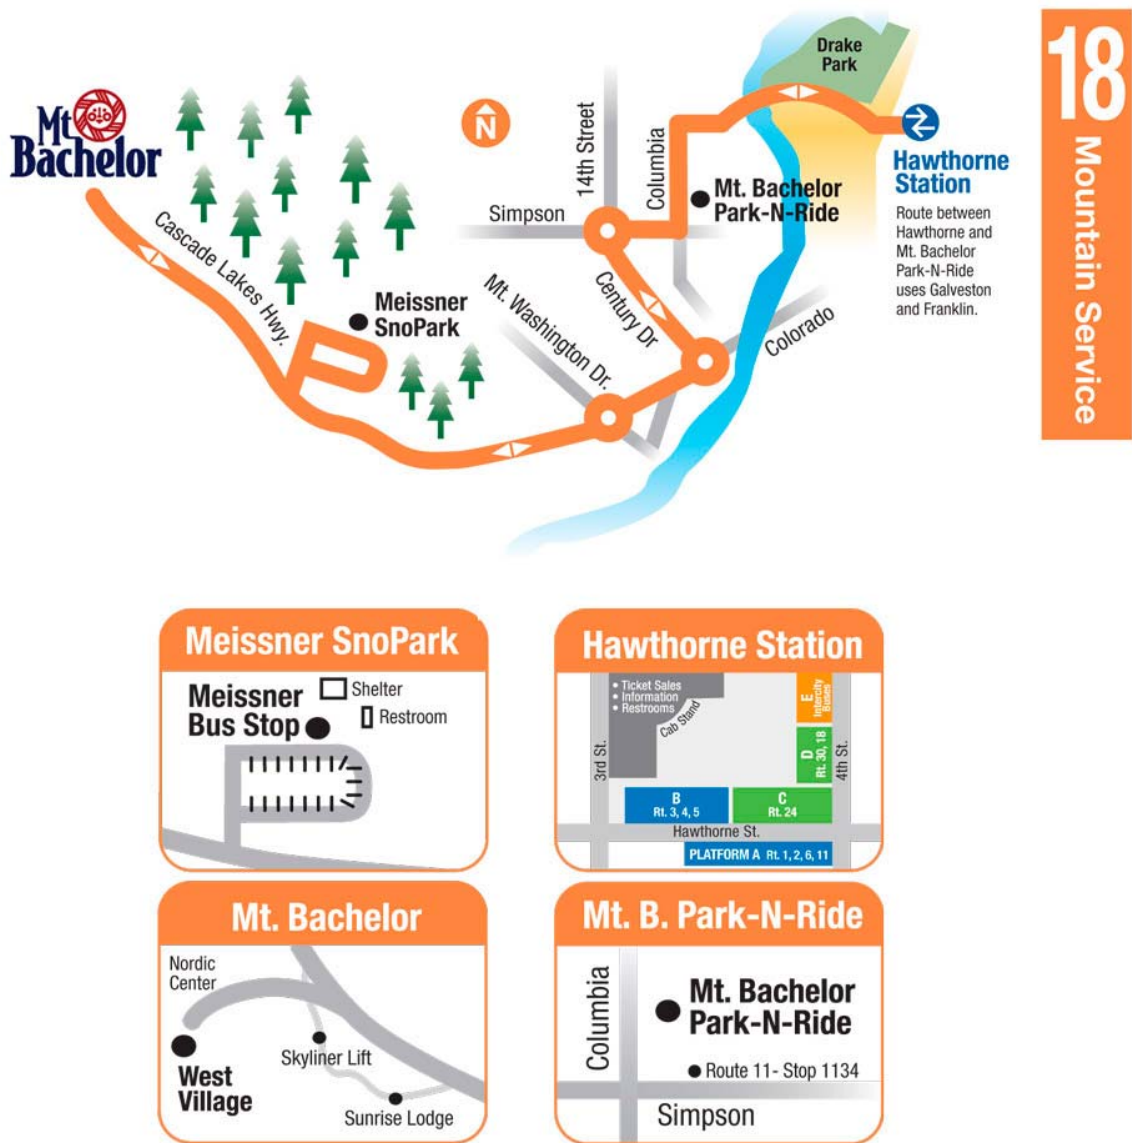 18
Mountain Service
Drake
Park
Mt.
Bachelor
N
14th Street
Columbia
Hawthorne
Station
Mt. Bachelor
Park-N-Ride
Simpson
Route between
Hawthorne and
Mt. Bachelor
Park-N-Ride
uses Galveston
and Franklin.
Cascade Lakes Hwy.
Meissner
SnoPark
Mt. Washington Dr.
Century Dr
Colorado
Meissner SnoPark
Meissner
Bus Stop
Shelter
Restroom
Hawthorne Station
• Ticket Sales
• Information
• Restrooms
Cab Stand
E
Intercity
Buses
D
Rt. 30, 18
3rd St.
4th St.
B
Rt. 3, 4, 5
C
Rt. 24
Hawthorne St.
PLATFORM A Rt. 1, 2, 6, 11
Mt. Bachelor
Nordic
Center
Skyliner Lift
West
Village
Sunrise Lodge
Mt. B. Park-N-Ride
Columbia
Mt. Bachelor
Park-N-Ride
Route 11- Stop 1134
Simpson